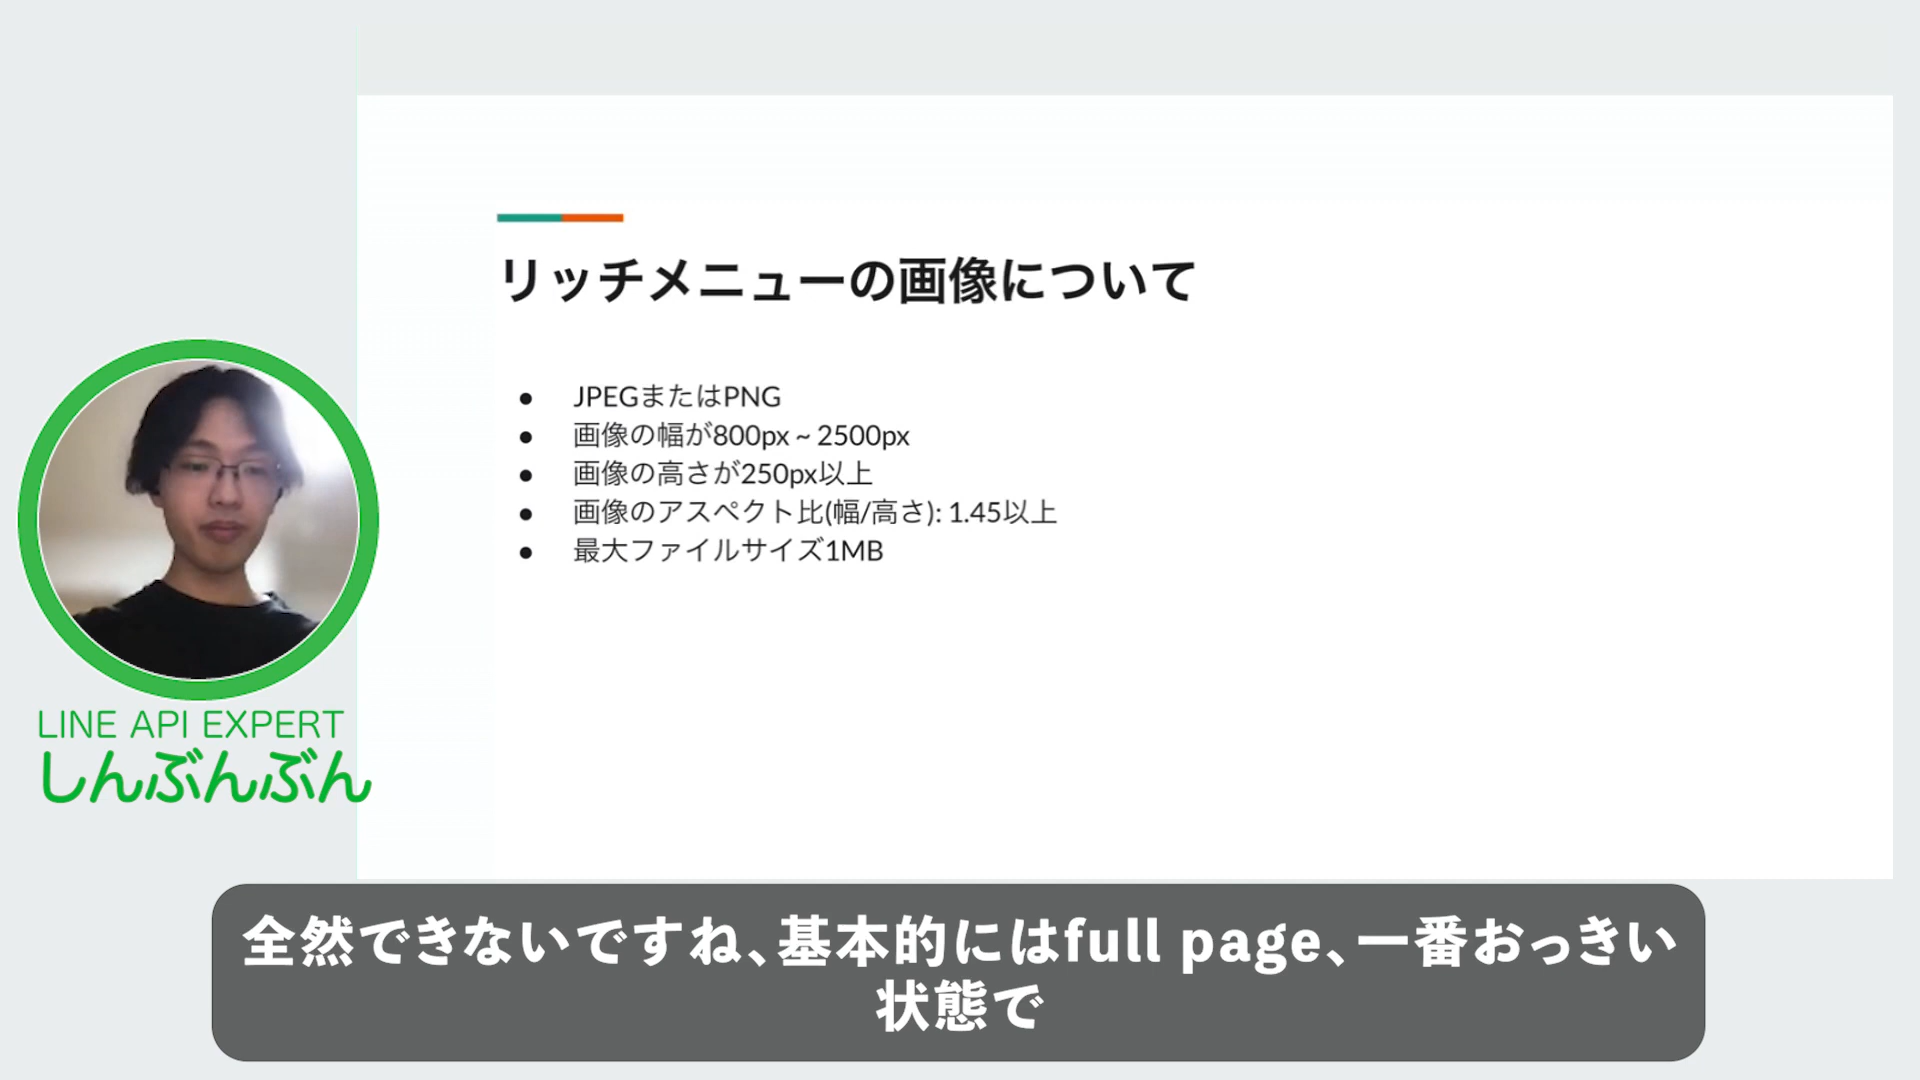 リッチメニューの画像について
● JPEGまたはPNG
● 画像の幅が800px ~ 2500px
● 画像の高さが250px以上
● 画像のアスペクト比(幅/高さ): 1.45以上
● 最大ファイルサイズ1MB
LINE API EXPERT
しんぶんぶん
全然できないですね、基本的にはfull page、一番おっきい
状態で